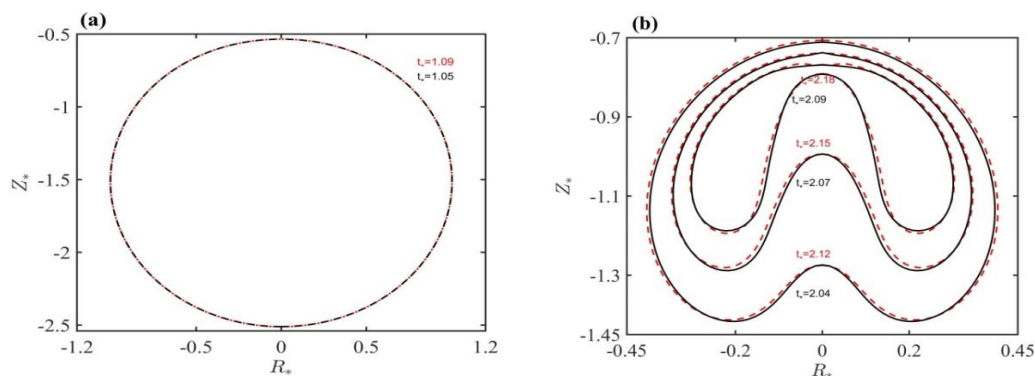 (a)
-0.5
-1
-1.5
-2
-2.5
Z*
t*=1.09
t*=1.05
-1.2
-0.5
0
0.5
1.2
R*
(b)
-0.7
-0.9
-1.1
-1.3
-1.45
Z*
t*=2.18
t*=2.09
t*=2.15
t*=2.07
t*=2.12
t*=2.04
-0.45
-0.2
0
0.2
0.45
R*